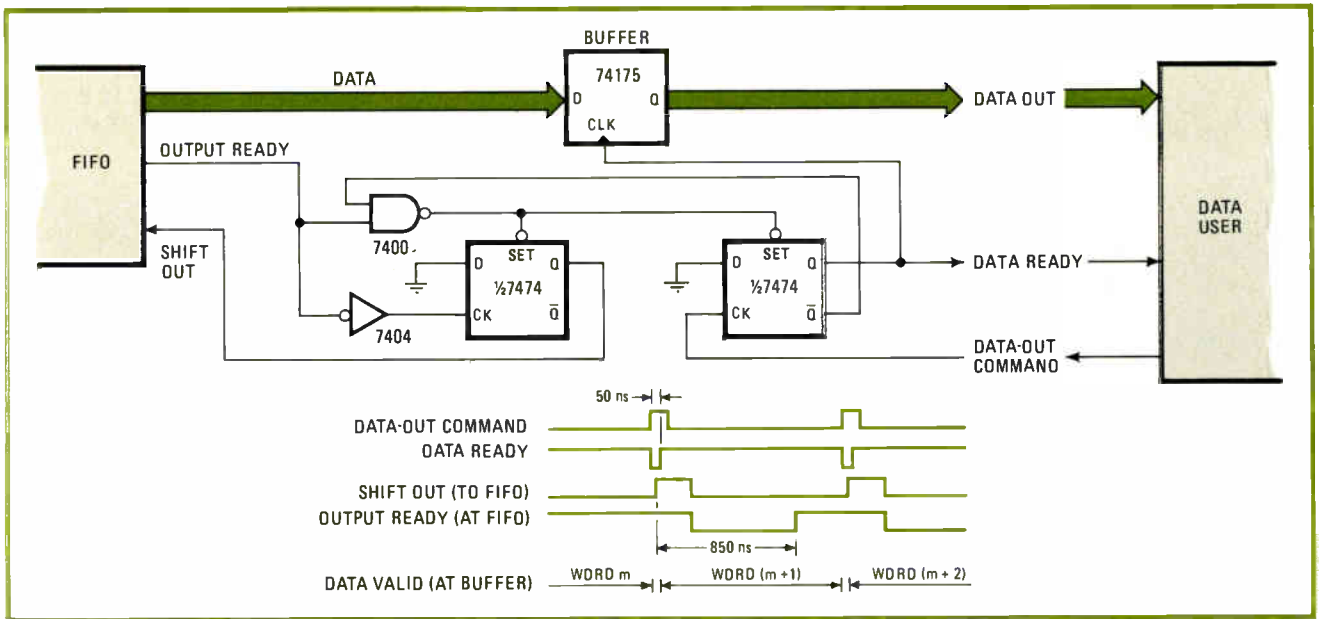 BUFFER
74175
D
Q
CLK
DATA
DATA OUT
FIFO
OUTPUT READY
SHIFT
OUT
7400
7404
SET
D
Q
½7474
CK
Q̅
SET
D
Q
½7474
CK
Q̅
DATA READY
DATA-OUT
COMMAND
DATA
USER
50 ns
DATA-OUT COMMAND
DATA READY
SHIFT OUT (TO FIFO)
OUTPUT READY (AT FIFO)
850 ns
DATA VALID (AT BUFFER)
WORD m
WORD (m +1)
WORD (m + 2)